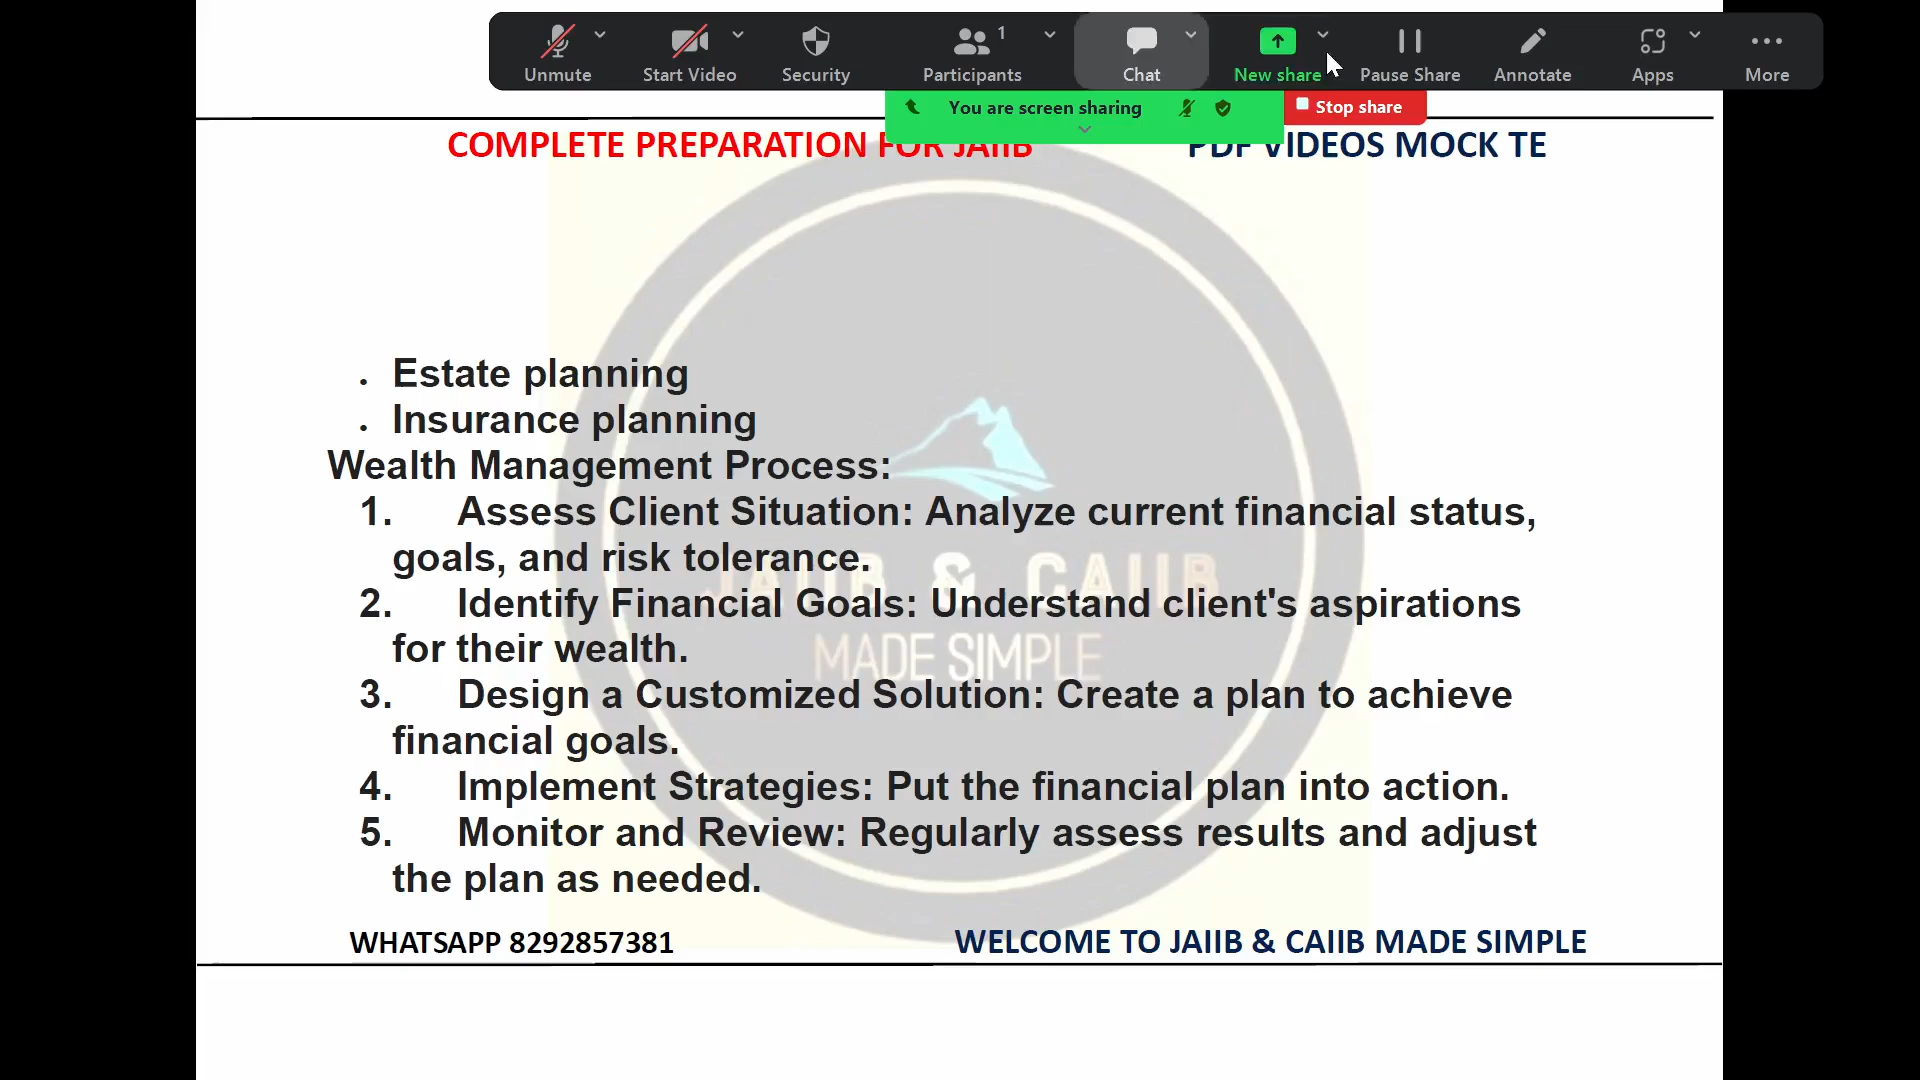 Unmute
Start Video
Security
Participants 1
Chat
New share
Pause Share
Annotate
Apps
More
You are screen sharing
Stop share
COMPLETE PREPARATION FOR JAIIB PDF VIDEOS MOCK TE
• Estate planning
• Insurance planning
Wealth Management Process:
1. Assess Client Situation: Analyze current financial status,
goals, and risk tolerance.
2. Identify Financial Goals: Understand client's aspirations
for their wealth.
3. Design a Customized Solution: Create a plan to achieve
financial goals.
4. Implement Strategies: Put the financial plan into action.
5. Monitor and Review: Regularly assess results and adjust
the plan as needed.
JAIIB & CAIIB
MADE SIMPLE
WHATSAPP 8292857381 WELCOME TO JAIIB & CAIIB MADE SIMPLE